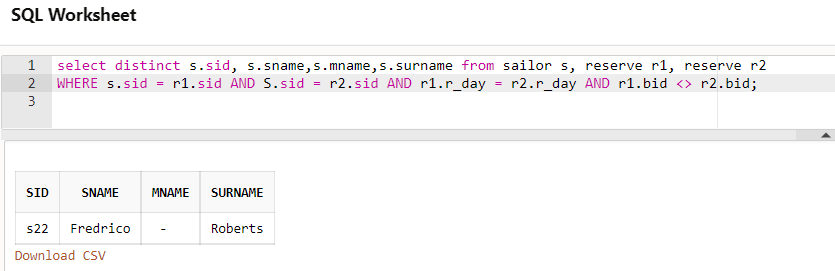 SQL Worksheet
1 select distinct s.sid, s.sname,s.mname,s.surname from sailor s, reserve r1, reserve r2
2 WHERE s.sid = r1.sid AND S.sid = r2.sid AND r1.r_day = r2.r_day AND r1.bid <> r2.bid;
3
SID SNAME MNAME SURNAME
s22 Fredrico - Roberts
Download CSV